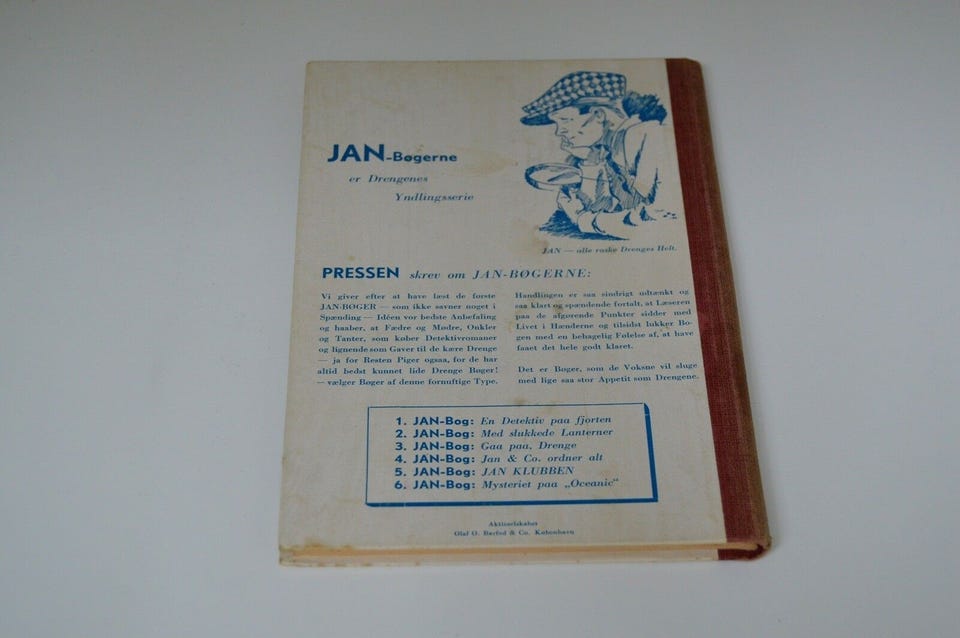 JAN-Bøgerne
er Drengenes
Yndlingsserie
JAN — alle raske Drenges Helt.
PRESSEN skrev om JAN-BØGERNE:
Vi giver efter at have læst de første
JAN-BØGER — som ikke savner noget i
Spænding — Idéen vor bedste Anbefaling
og haaber, at Fædre og Mødre, Onkler
og Tanter, som køber Detektivromaner
og lignende som Gaver til de kære Drenge
— ja for Resten Piger ogsaa, for de har
altid bedst kunnet lide Drenge Bøger!
— vælger Bøger af denne fornuftige Type.
Handlingen er saa sindrigt udtænkt og
saa klart og spændende fortalt, at Læseren
paa de afgørende Punkter sidder med
Livet i Hænderne og tilsidst lukker Bo-
gen med en behagelig Følelse af, at have
faaet det hele godt klaret.
Det er Bøger, som de Voksne vil sluge
med lige saa stor Appetit som Drengene.
1. JAN-Bog: En Detektiv paa fjorten
2. JAN-Bog: Med slukkede Lanterner
3. JAN-Bog: Gaa paa, Drenge
4. JAN-Bog: Jan & Co. ordner alt
5. JAN-Bog: JAN KLUBBEN
6. JAN-Bog: Mysteriet paa „Oceanic“
Aktieselskabet
Olaf O. Barfod & Co. København